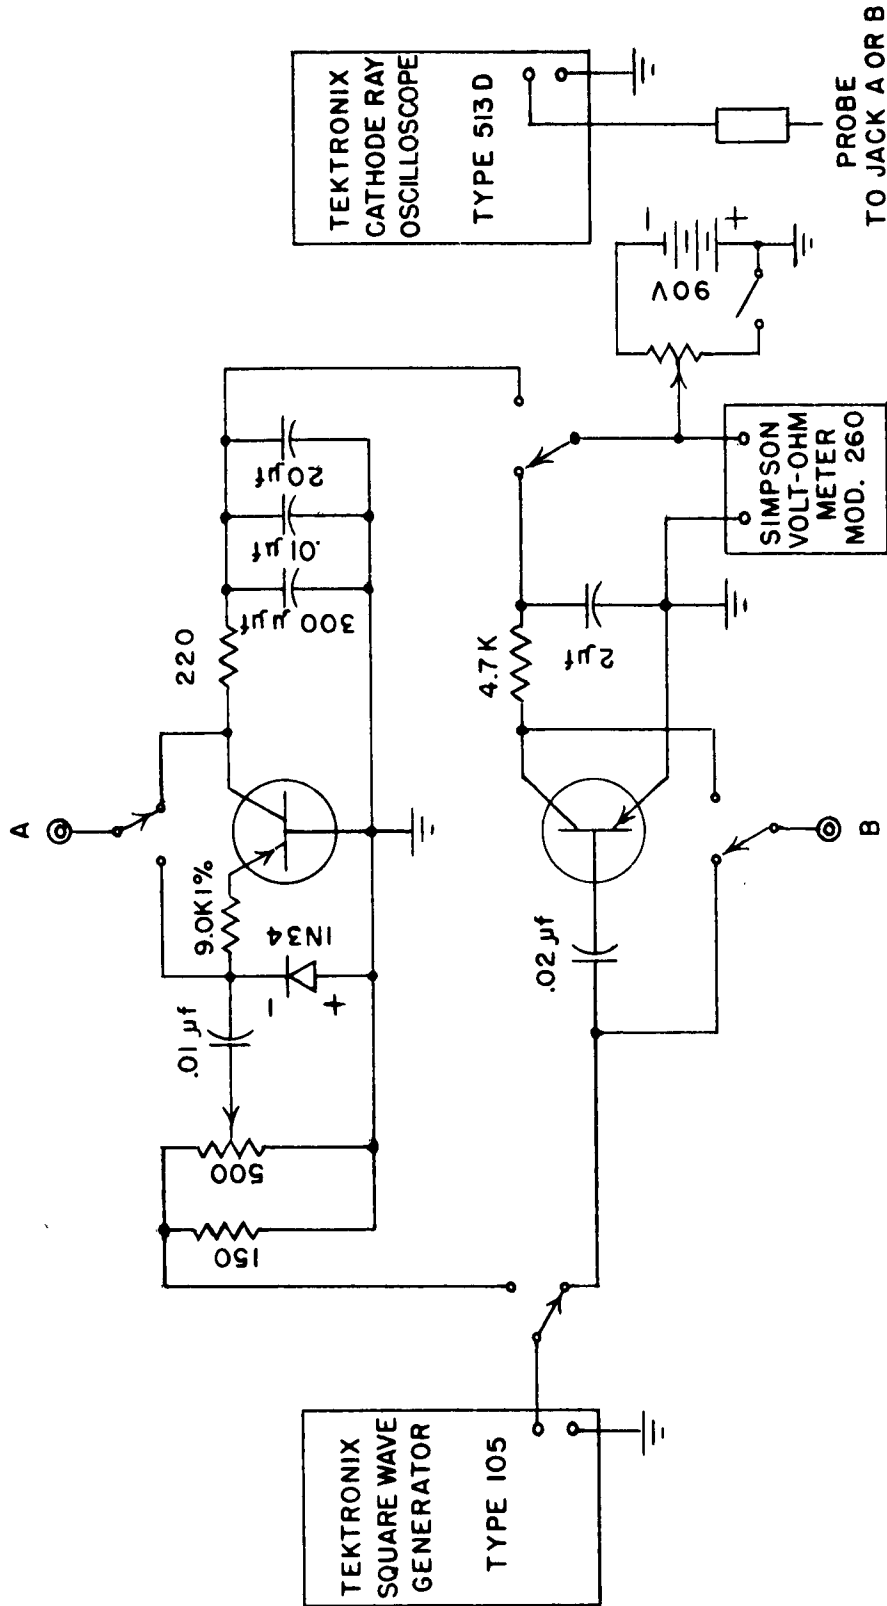 TEKTRONIX
SQUARE WAVE
GENERATOR
TYPE 105
150
500
.01 µf
9.0K1%
1N34
-
+
A
220
300 µµf
.01 µf
20 µf
.02 µf
4.7K
2µf
B
SIMPSON
VOLT-OHM
METER
MOD. 260
90V
-
+
TEKTRONIX
CATHODE RAY
OSCILLOSCOPE
TYPE 513 D
PROBE
TO JACK A OR B